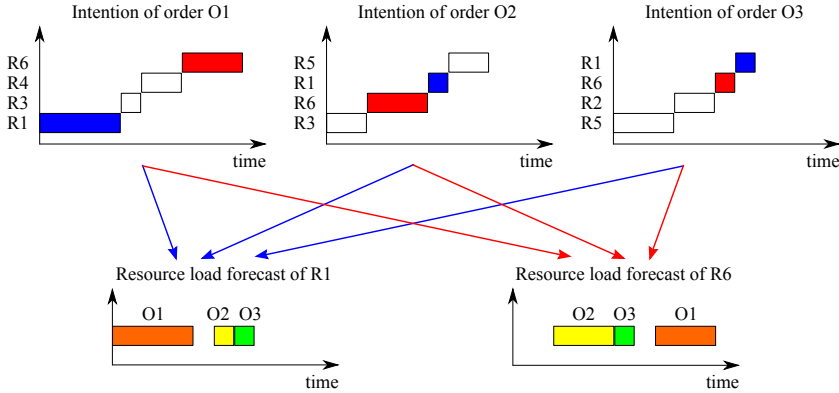 Intention of order O1
R6
R4
R3
R1
time
Intention of order O2
R5
R1
R6
R3
time
Intention of order O3
R1
R6
R2
R5
time
Resource load forecast of R1
O1 O2 O3
time
Resource load forecast of R6
O2 O3 O1
time